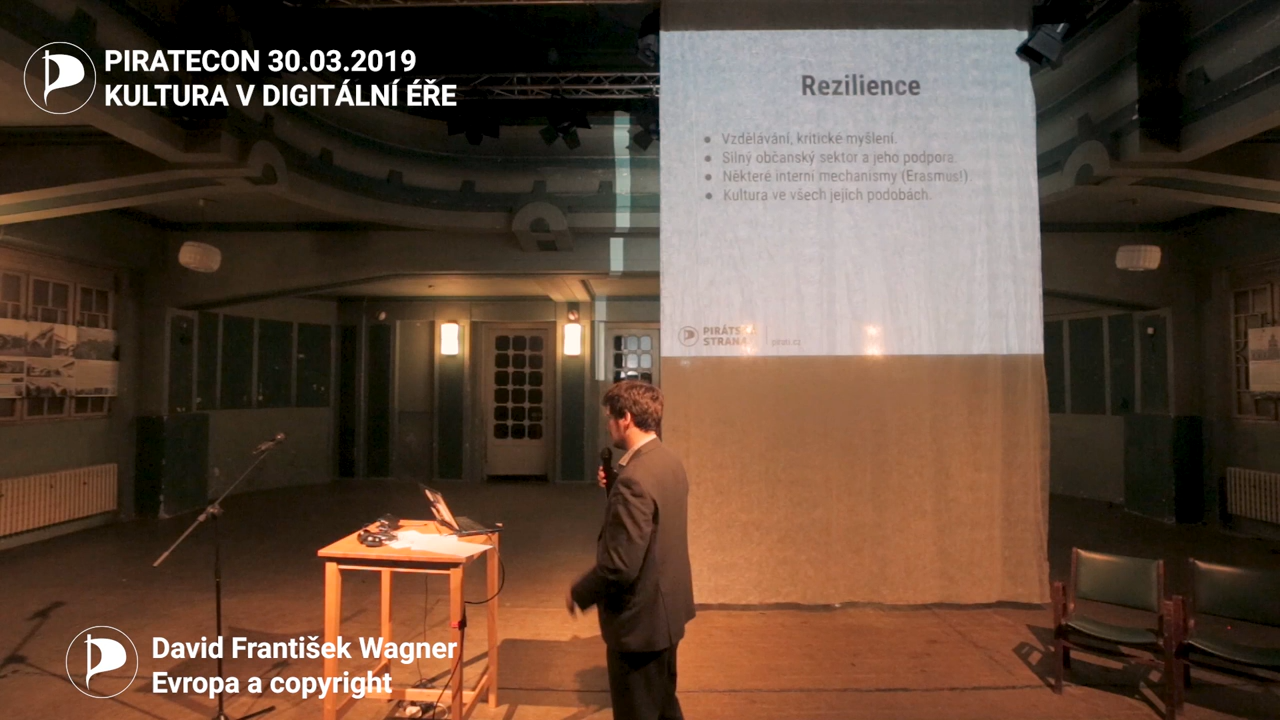 PIRATECON 30.03.2019
KULTURA V DIGITÁLNÍ ÉŘE
Rezilience
Vzdělávání, kritické myšlení.
Silný občanský sektor a jeho podpora.
Některé interní mechanismy (Erasmus!).
Kultura ve všech jejích podobách.
PIRÁTSKÁ
STRANA
David František Wagner
Evropa a copyright